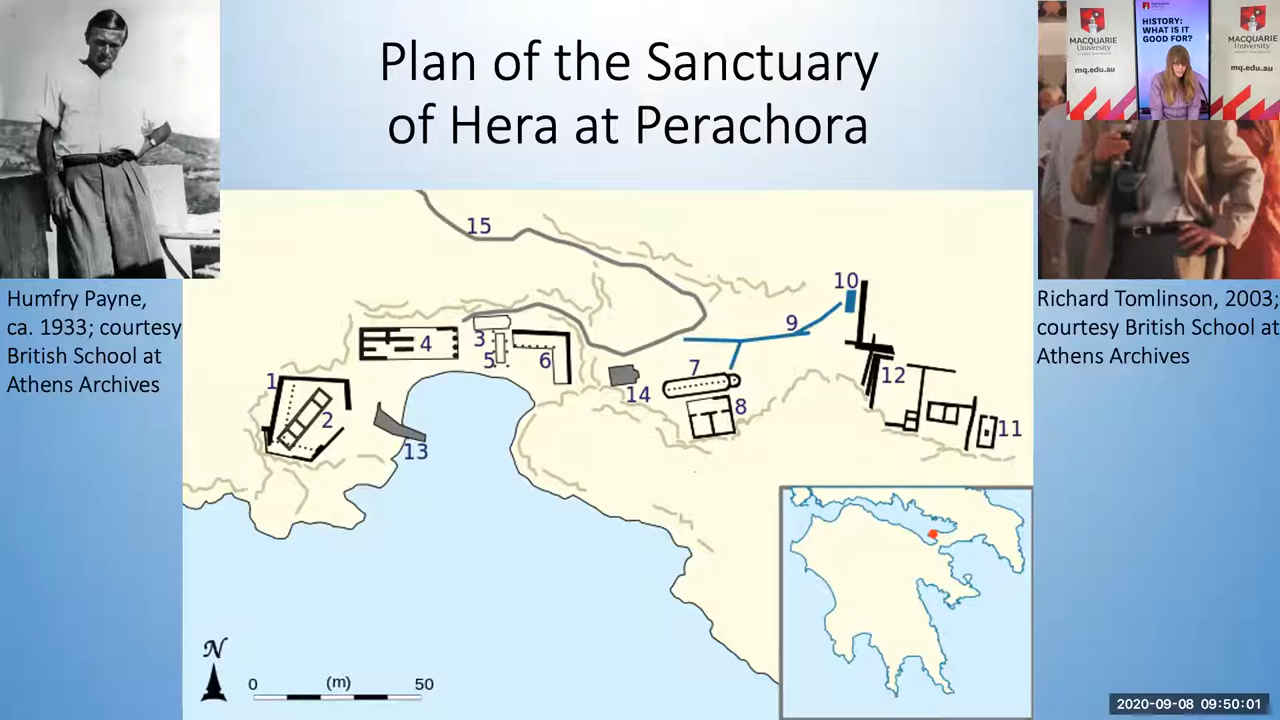 Plan of the Sanctuary
of Hera at Perachora
Humfry Payne,
ca. 1933; courtesy
British School at
Athens Archives
MACQUARIE
University
mq.edu.au
HISTORY:
WHAT IS IT
GOOD FOR?
MACQUARIE
University
mq.edu.au
Richard Tomlinson, 2003;
courtesy British School at
Athens Archives
15
10
9
3
4
5
6
7
14
8
12
11
1
2
13
N
0 (m) 50
2020-09-08 09:50:01